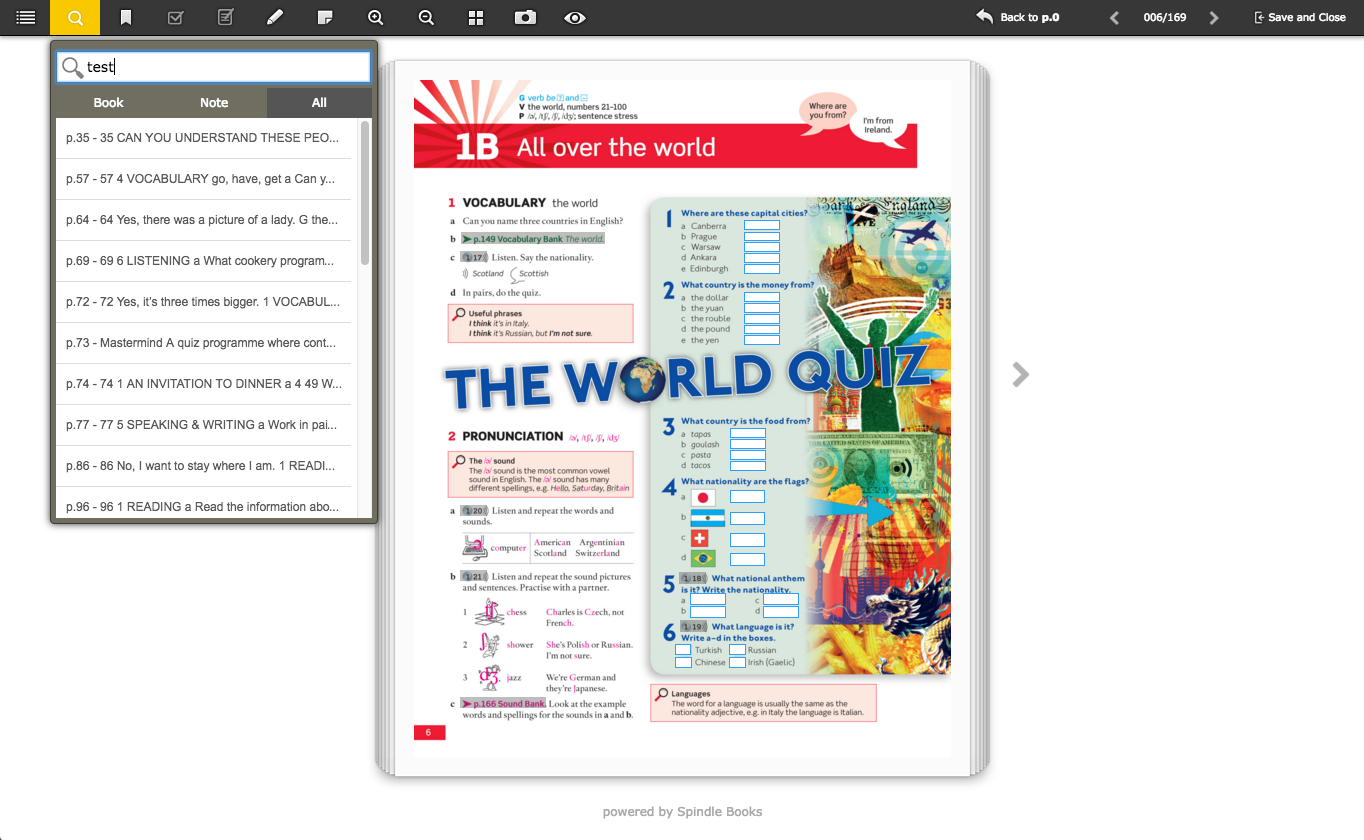 Back to p.0
006/169
Save and Close
test
Book Note All
p.35 - 35 CAN YOU UNDERSTAND THESE PEO...
p.57 - 57 4 VOCABULARY go, have, get a Can y...
p.64 - 64 Yes, there was a picture of a lady. G the...
p.69 - 69 6 LISTENING a What cookery program...
p.72 - 72 Yes, it's three times bigger. 1 VOCABUL...
p.73 - Mastermind A quiz programme where cont...
p.74 - 74 1 AN INVITATION TO DINNER a 4 49 W...
p.77 - 77 5 SPEAKING & WRITING a Work in pai...
p.86 - 86 No, I want to stay where I am. 1 READI...
p.96 - 96 1 READING a Read the information abo...
G verb be ? and −
V the world, numbers 21–100
P /ə/, /tʃ/, /ʃ/, /dʒ/; sentence stress
Where are
you from?
I'm from
Ireland.
1B All over the world
1 VOCABULARY the world
a Can you name three countries in English?
b ➤ p.149 Vocabulary Bank The world.
c 1 17 Listen. Say the nationality.
Scotland Scottish
d In pairs, do the quiz.
Useful phrases
I think it's in Italy.
I think it's Russian, but I'm not sure.
THE WORLD QUIZ
2 PRONUNCIATION /ə/, /tʃ/, /ʃ/, /dʒ/
The /ə/ sound
The /ə/ sound is the most common vowel
sound in English. The /ə/ sound has many
different spellings, e.g. Hello, Saturday, Britain
a 1 20 Listen and repeat the words and
sounds.
computer
American Argentinian
Scotland Switzerland
b 1 21 Listen and repeat the sound pictures
and sentences. Practise with a partner.
1 chess Charles is Czech, not
French.
2 shower She's Polish or Russian.
I'm not sure.
3 jazz We're German and
they're Japanese.
c ➤ p.166 Sound Bank. Look at the example
words and spellings for the sounds in a and b.
6
1 Where are these capital cities?
a Canberra
b Prague
c Warsaw
d Ankara
e Edinburgh
2 What country is the money from?
a the dollar
b the yuan
c the rouble
d the pound
e the yen
3 What country is the food from?
a tapas
b goulash
c pasta
d tacos
4 What nationality are the flags?
a
b
c
d
5 1 18 What national anthem
is it? Write the nationality.
a c
b d
6 1 19 What language is it?
Write a–d in the boxes.
Turkish Russian
Chinese Irish (Gaelic)
Languages
The word for a language is usually the same as the
nationality adjective, e.g. in Italy the language is Italian.
THE UNITED STATES OF AMERICA
powered by Spindle Books